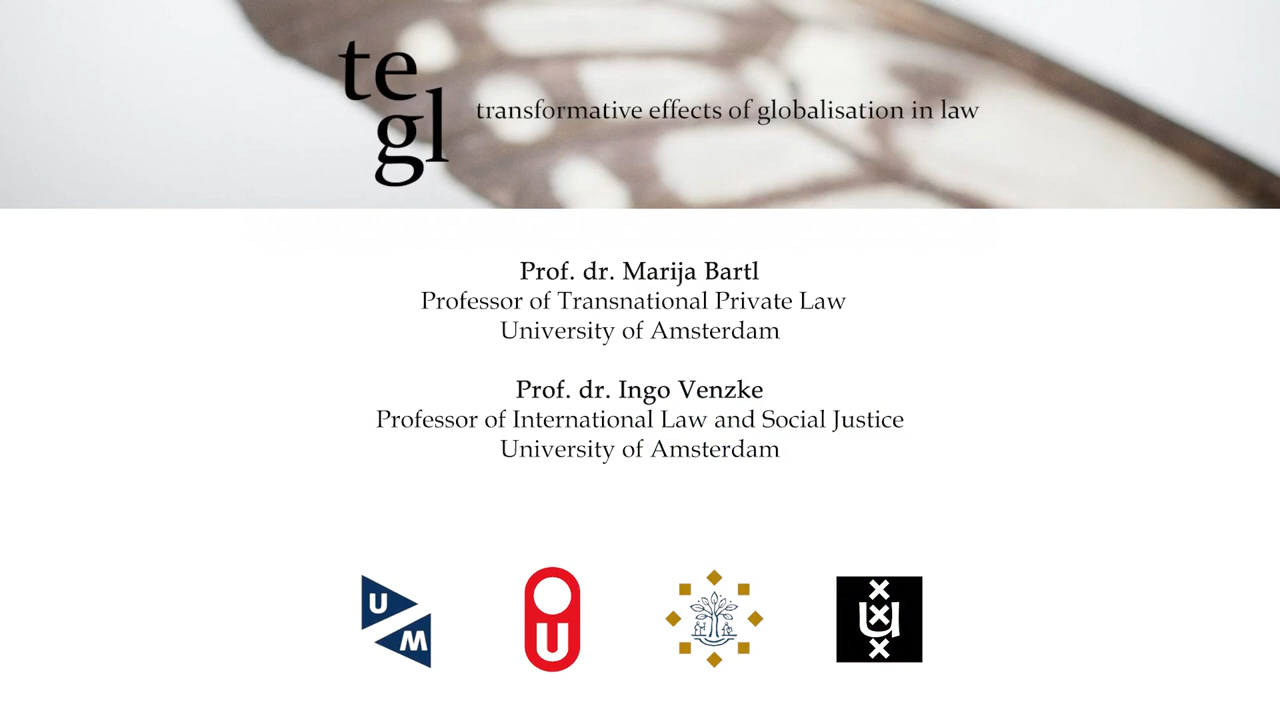 te
gl
transformative effects of globalisation in law
Prof. dr. Marija Bartl
Professor of Transnational Private Law
University of Amsterdam
Prof. dr. Ingo Venzke
Professor of International Law and Social Justice
University of Amsterdam
U
M
U
U